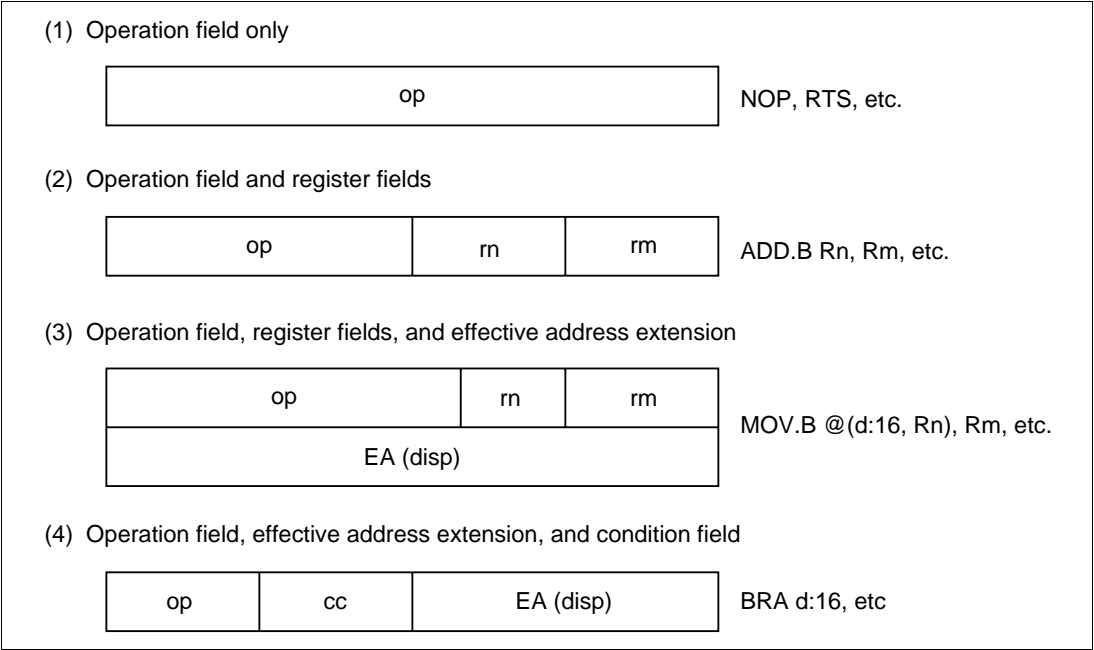 (1) Operation field only
op
NOP, RTS, etc.
(2) Operation field and register fields
op rn rm
ADD.B Rn, Rm, etc.
(3) Operation field, register fields, and effective address extension
op rn rm
EA (disp)
MOV.B @(d:16, Rn), Rm, etc.
(4) Operation field, effective address extension, and condition field
op cc EA (disp)
BRA d:16, etc